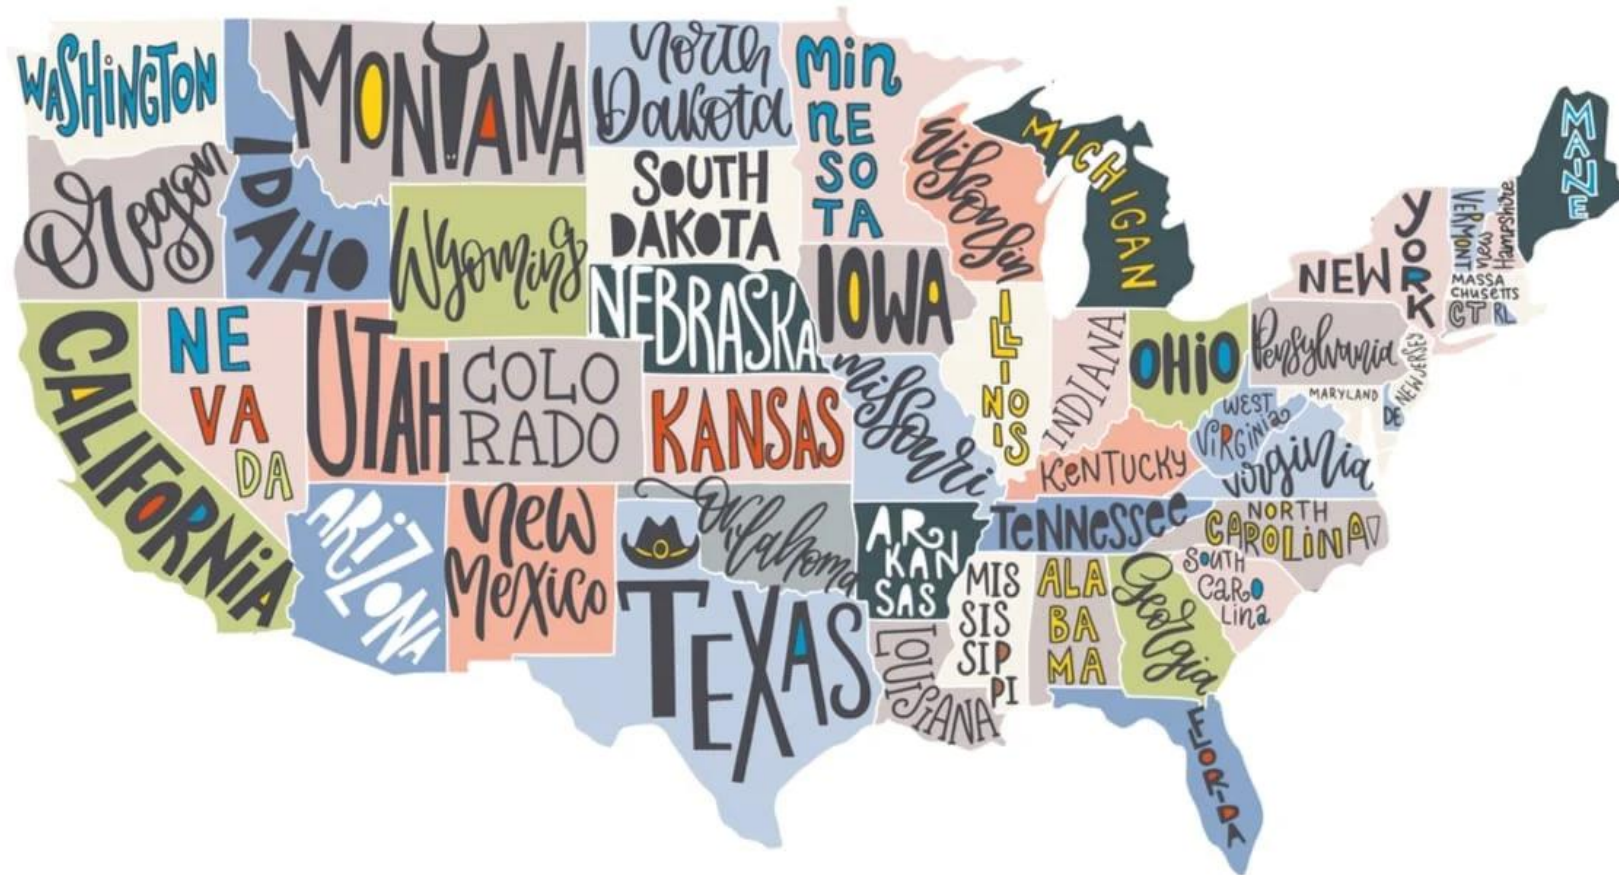 WASHINGTON
Oregon
CALIFORNIA
IDAHO
NE
VA
DA
MONTANA
Wyoming
UTAH
ARIZONA
COLO
RADO
New
Mexico
North
Dakota
SOUTH
DAKOTA
NEBRASKA
KANSAS
Oklahoma
TEXAS
Min
nE
SO
TA
IOWA
Missouri
AR
KAN
SAS
LOUISIANA
Wisconsin
ILLINOIS
MICHIGAN
INDIANA
OHiO
KeNTUCKY
TeNNessee
MIS
SIS
SIP
PI
ALA
BA
MA
Georgia
FLORIDA
SOUTH
CaRO
Lina
NORTH
CAROLINA
Virginia
WEST
VIRGINia
Pensylvania
MARYLAND
DE
NEW JERSEY
NEW YORK
VERMONT
New
Hampshire
MAINE
MASSA
CHUSETTS
CT
RI